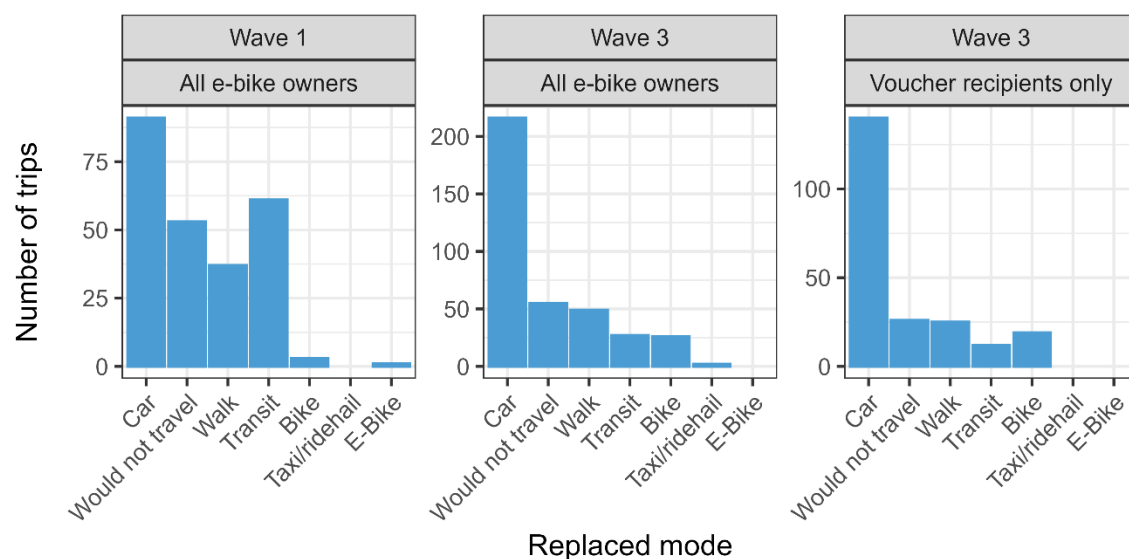 Wave 1
All e-bike owners
Wave 3
All e-bike owners
Wave 3
Voucher recipients only
Number of trips
75
50
25
0
200
150
100
50
0
100
50
0
Car
Would not travel
Walk
Transit
Bike
Taxi/ridehail
E-Bike
Car
Would not travel
Walk
Transit
Bike
Taxi/ridehail
E-Bike
Car
Would not travel
Walk
Transit
Bike
Taxi/ridehail
E-Bike
Replaced mode